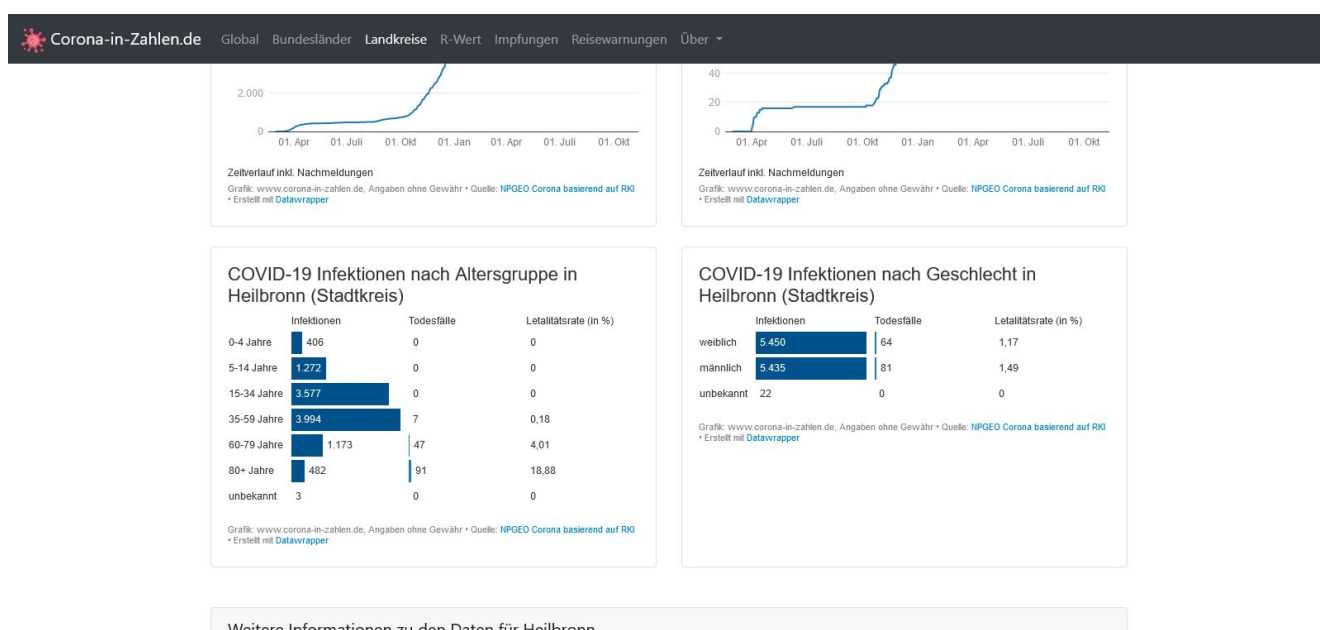 Corona-in-Zahlen.de Global Bundesländer Landkreise R-Wert Impfungen Reisewarnungen Über
2.000
0
01. Apr 01. Juli 01. Okt 01. Jan 01. Apr 01. Juli 01. Okt
Zeitverlauf inkl. Nachmeldungen
Grafik: www.corona-in-zahlen.de, Angaben ohne Gewähr • Quelle: NPGEO Corona basierend auf RKI
• Erstellt mit Datawrapper
40
20
0
01. Apr 01. Juli 01. Okt 01. Jan 01. Apr 01. Juli 01. Okt
Zeitverlauf inkl. Nachmeldungen
Grafik: www.corona-in-zahlen.de, Angaben ohne Gewähr • Quelle: NPGEO Corona basierend auf RKI
• Erstellt mit Datawrapper
COVID-19 Infektionen nach Altersgruppe in
Heilbronn (Stadtkreis)
Infektionen Todesfälle Letalitätsrate (in %)
0-4 Jahre 406 0 0
5-14 Jahre 1.272 0 0
15-34 Jahre 3.577 0 0
35-59 Jahre 3.994 7 0,18
60-79 Jahre 1.173 47 4,01
80+ Jahre 482 91 18,88
unbekannt 3 0 0
Grafik: www.corona-in-zahlen.de, Angaben ohne Gewähr • Quelle: NPGEO Corona basierend auf RKI
• Erstellt mit Datawrapper
COVID-19 Infektionen nach Geschlecht in
Heilbronn (Stadtkreis)
Infektionen Todesfälle Letalitätsrate (in %)
weiblich 5.450 64 1,17
männlich 5.435 81 1,49
unbekannt 22 0 0
Grafik: www.corona-in-zahlen.de, Angaben ohne Gewähr • Quelle: NPGEO Corona basierend auf RKI
• Erstellt mit Datawrapper
Weitere Informationen zu den Daten für Heilbronn